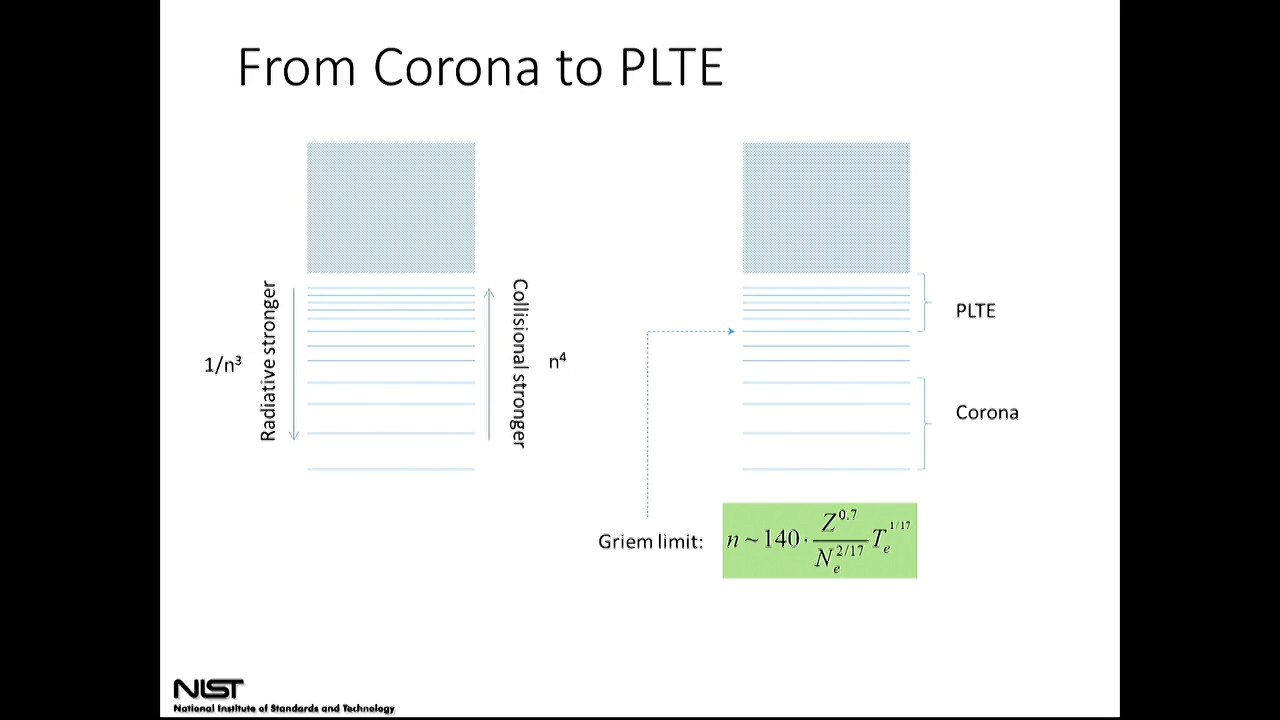 From Corona to PLTE
1/n³
Radiative stronger
Collisional stronger
n⁴
PLTE
Corona
Griem limit:
n ~ 140 · Z^0.7 / N_e^2/17 T_e^1/17
NIST
National Institute of Standards and Technology